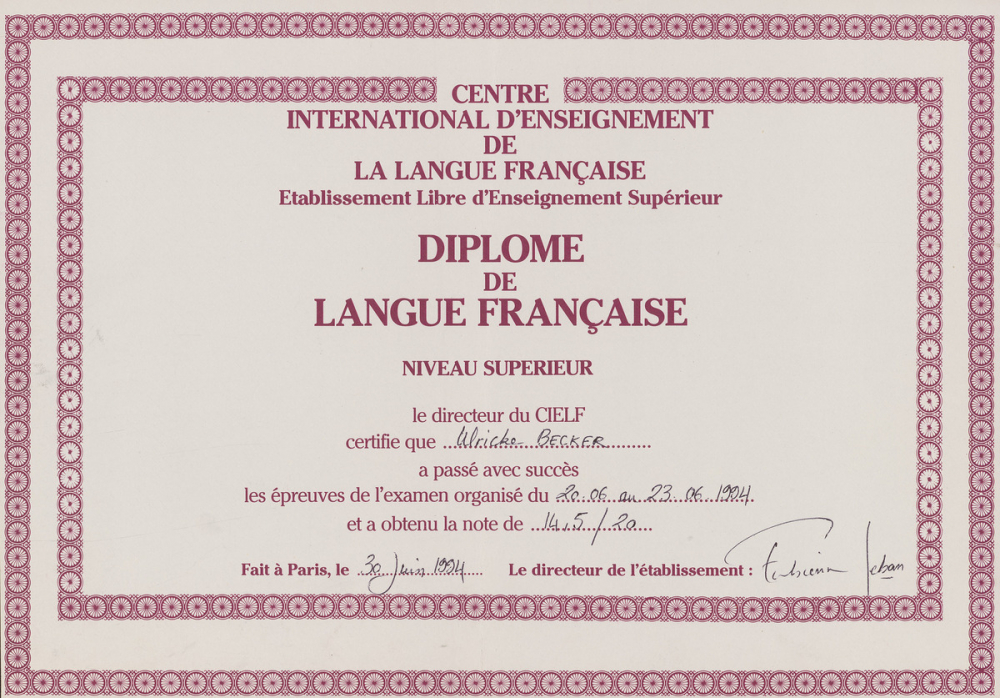 CENTRE
INTERNATIONAL D'ENSEIGNEMENT
DE
LA LANGUE FRANÇAISE
Etablissement Libre d'Enseignement Supérieur
DIPLOME
DE
LANGUE FRANÇAISE
NIVEAU SUPERIEUR
le directeur du CIELF
certifie que Ulricke BECKER
a passé avec succès
les épreuves de l'examen organisé du 20.06 au 23.06.1994.
et a obtenu la note de 14,5/20
Fait à Paris, le 30 Juin 1994 Le directeur de l'établissement :